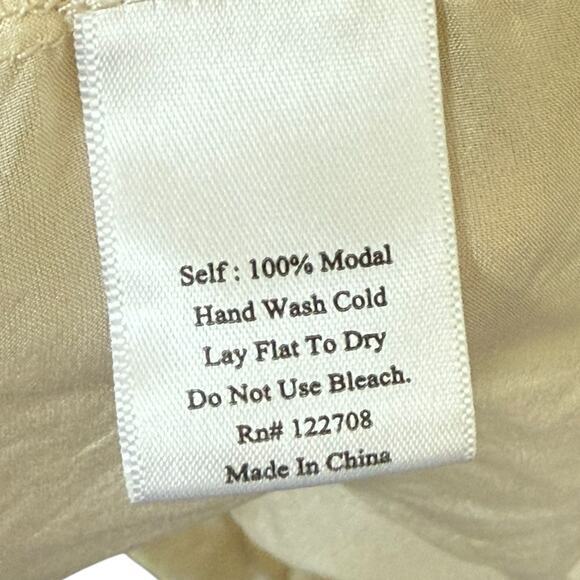 Self : 100% Modal
Hand Wash Cold
Lay Flat To Dry
Do Not Use Bleach.
Rn# 122708
Made In China